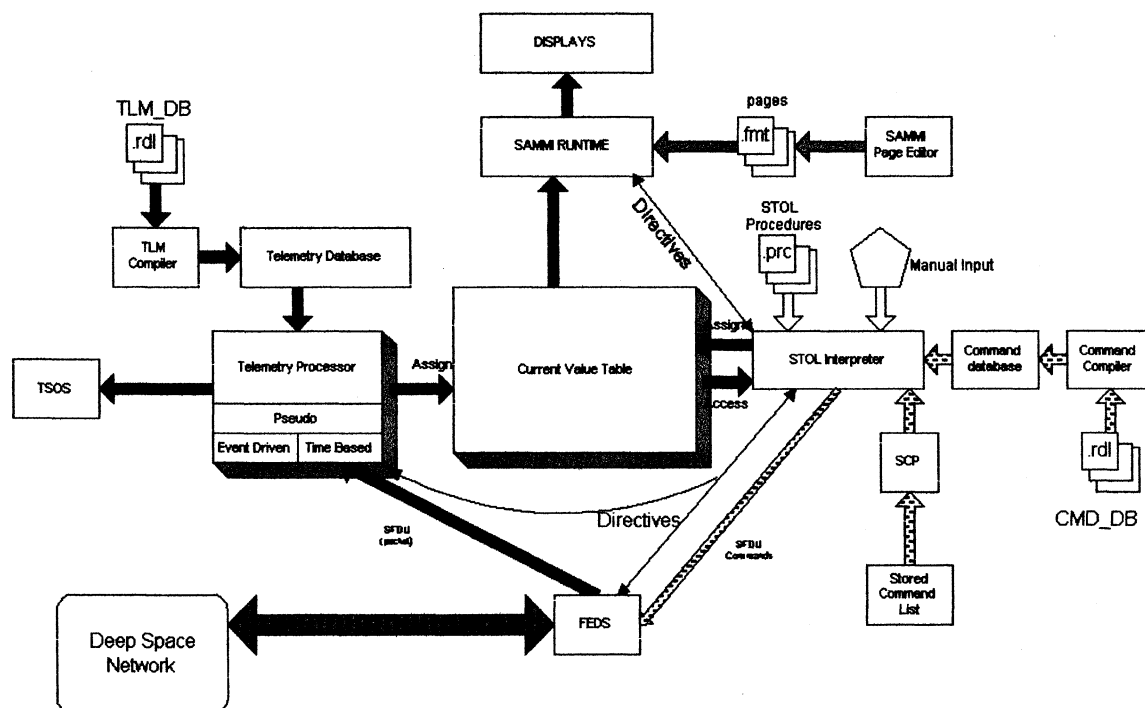 DISPLAYS
TLM_DB
.rdl
pages
.fmt
SAMMI RUNTIME
SAMMI
Page Editor
Directives
STOL
Procedures
.prc
Manual Input
TLM
Compiler
Telemetry Database
Telemetry Processor
Assign
Current Value Table
Assign
STOL Interpreter
Command
database
Command
Compiler
TSOS
Access
Pseudo
Event Driven
Time Based
SCP
.rdl
CMD_DB
Directives
SFDU
(packet)
SFDU
Commands
Stored
Command
List
FEDS
Deep Space
Network